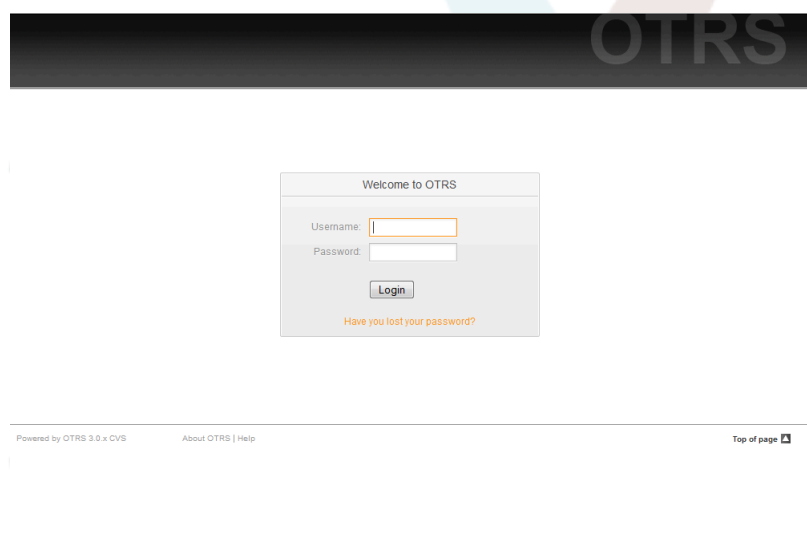 OTRS
Welcome to OTRS
Username:
Password:
Login
Have you lost your password?
Powered by OTRS 3.0.x CVS
About OTRS | Help
Top of page